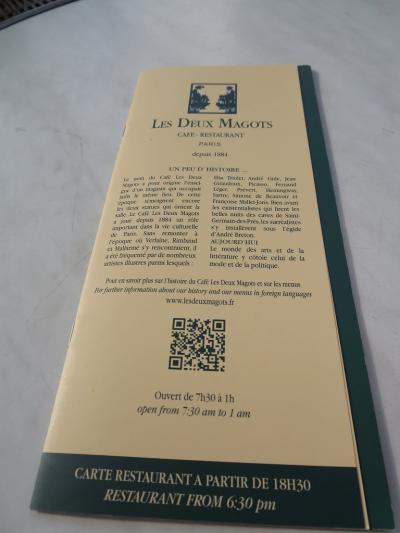 LES DEUX MAGOTS
CAFE - RESTAURANT
PARIS
depuis 1884
UN PEU D'HISTOIRE ...
Le nom du Café Les Deux
Magots a pour origine l'ensei-
gne d'un magasin qui occupait
jadis le même lieu. De cette
époque témoignent encore
les deux statues qui ornent la
salle. Le Café Les Deux Magots
a joué depuis 1884 un rôle
important dans la vie culturelle
de Paris. Sans remonter à
l'époque où Verlaine, Rimbaud
et Mallarmé s'y rencontraient, il
a été fréquenté par de nombreux
artistes illustres parmi lesquels :
Elsa Triolet, André Gide, Jean
Giraudoux, Picasso, Fernand
Léger, Prévert, Hemingway,
Sartre, Simone de Beauvoir et
Françoise Mallet-Joris. Bien avant
les existentialistes qui firent les
belles nuits des caves de Saint-
Germain-des-Prés, les surréalistes
s'y installèrent sous l'égide
d'André Breton.
AUJOURD'HUI
Le monde des arts et de la
littérature y côtoie celui de la
mode et de la politique.
Pour en savoir plus sur l'histoire du Café Les Deux Magots et sur les menus
For further information about our history and our menus in foreign languages
www.lesdeuxmagots.fr
Ouvert de 7h30 à 1h
open from 7:30 am to 1 am
CARTE RESTAURANT A PARTIR DE 18H30
RESTAURANT FROM 6:30 pm